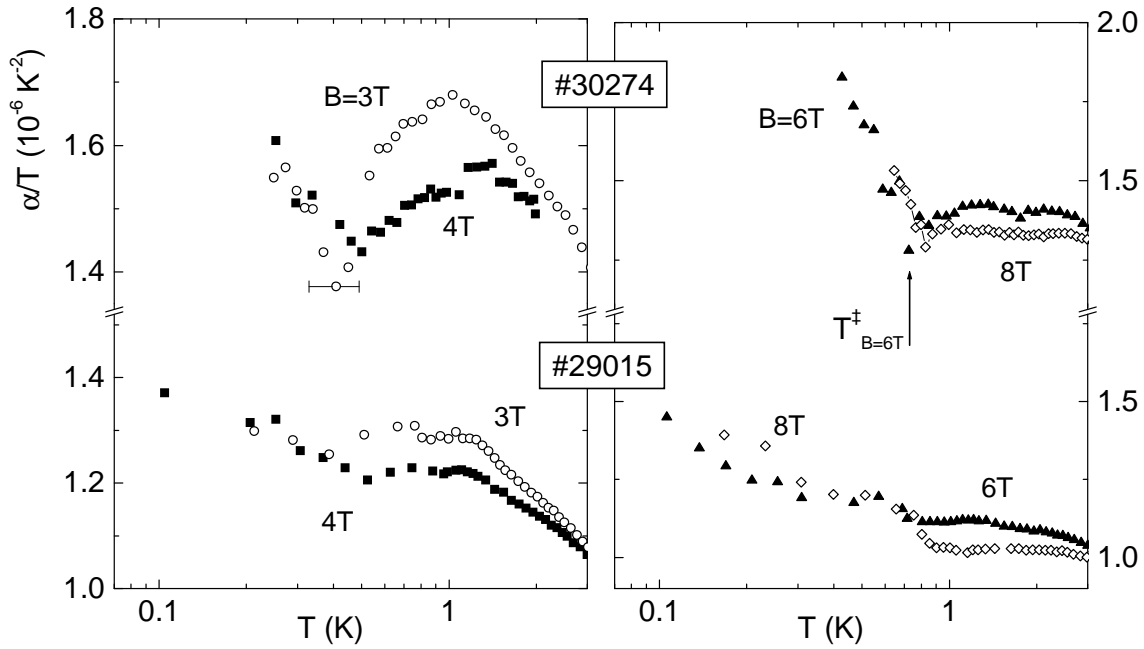 1.8
1.6
1.4
1.4
1.2
1.0
α/T (10⁻⁶ K⁻²)
B=3T
4T
#30274
B=6T
8T
T‡ B=6T
2.0
1.5
#29015
3T
4T
8T
6T
1.5
1.0
0.1 1
0.1 1
T (K)
T (K)